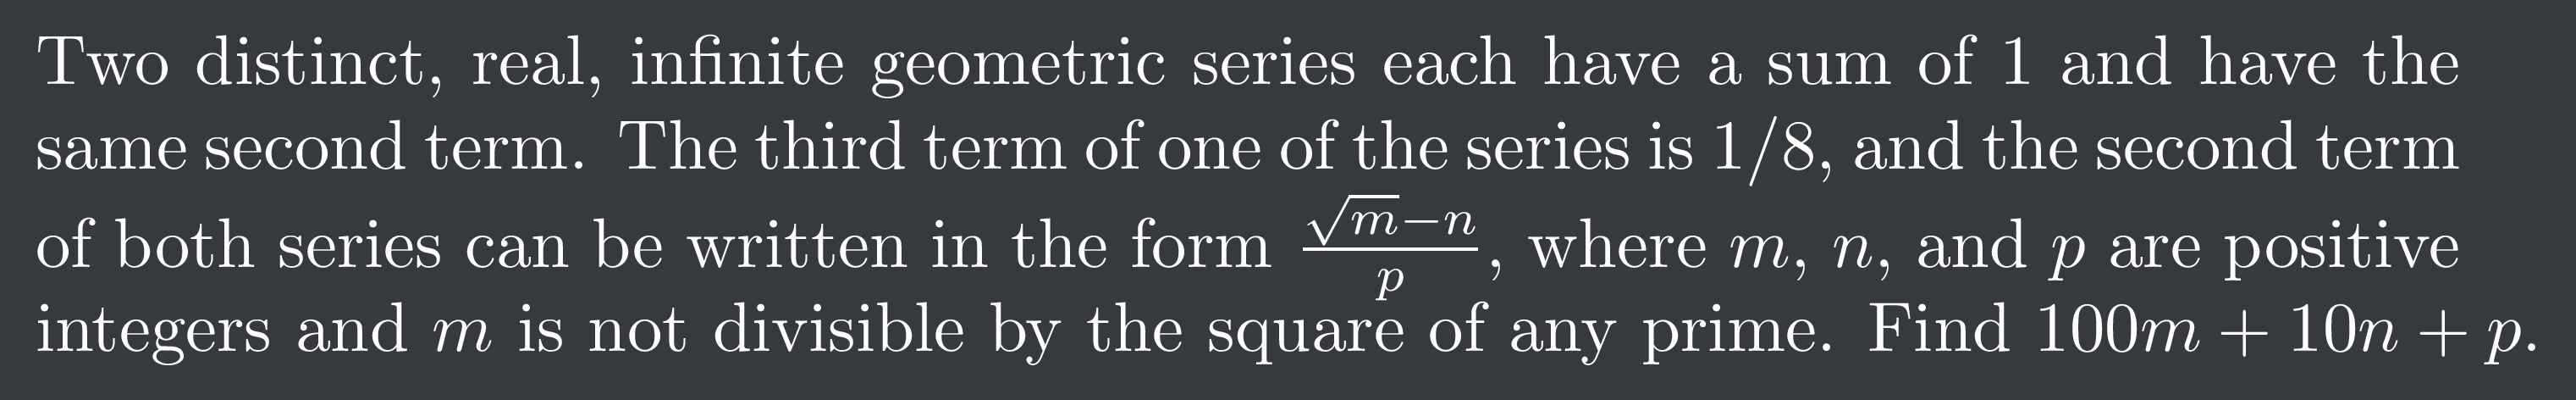 Two distinct, real, infinite geometric series each have a sum of 1 and have the
same second term. The third term of one of the series is 1/8, and the second term
of both series can be written in the form $\frac{\sqrt{m}-n}{p}$, where $m$, $n$, and $p$ are positive
integers and $m$ is not divisible by the square of any prime. Find $100m + 10n + p$.